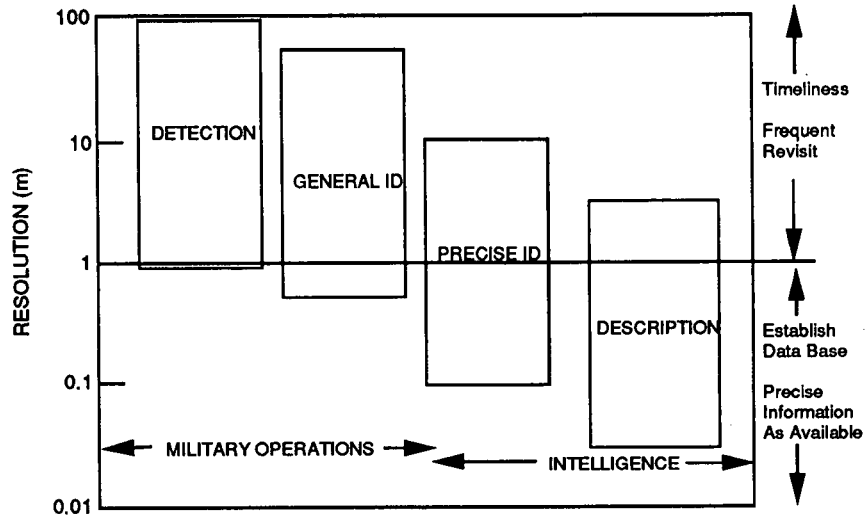 RESOLUTION (m)
100
10
1
0.1
0.01
DETECTION
GENERAL ID
PRECISE ID
DESCRIPTION
MILITARY OPERATIONS
INTELLIGENCE
Timeliness
Frequent
Revisit
Establish
Data Base
Precise
Information
As Available